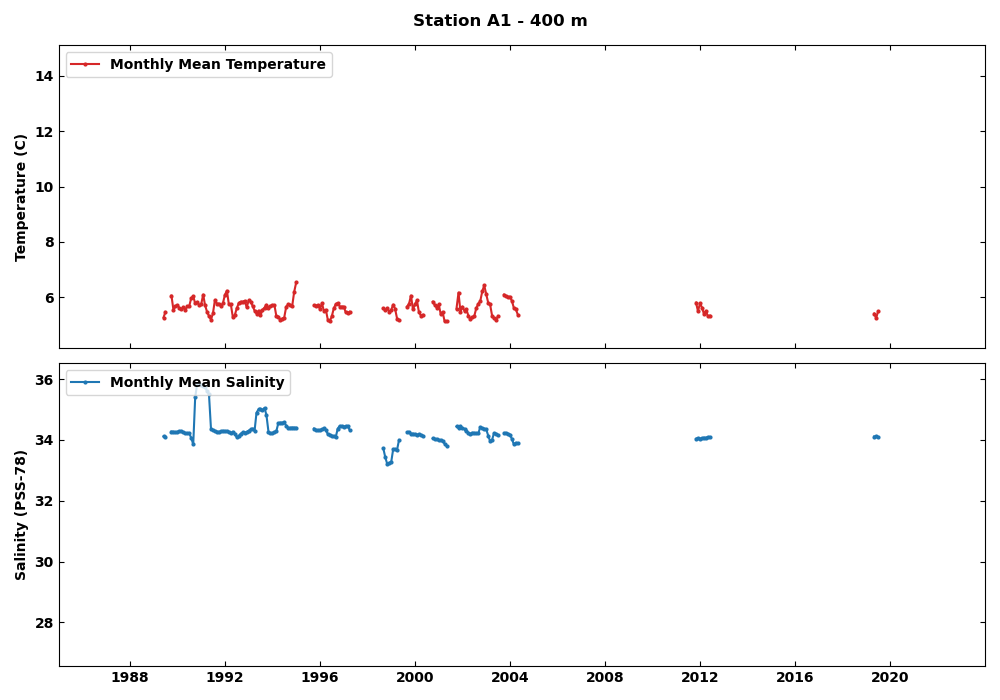 Station A1 - 400 m
Monthly Mean Temperature
14
12
10
8
6
Temperature (C)
Monthly Mean Salinity
36
34
32
30
28
Salinity (PSS-78)
1988 1992 1996 2000 2004 2008 2012 2016 2020